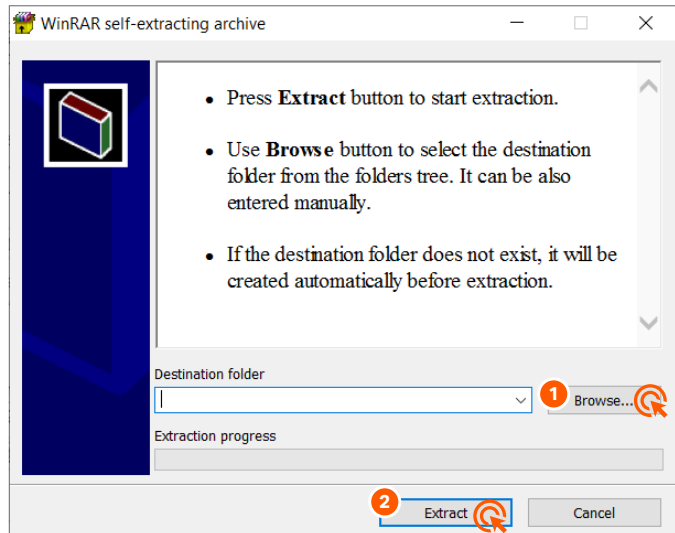 WinRAR self-extracting archive
• Press Extract button to start extraction.
• Use Browse button to select the destination
folder from the folders tree. It can be also
entered manually.
• If the destination folder does not exist, it will be
created automatically before extraction.
Destination folder
1
Browse...
Extraction progress
2
Extract
Cancel